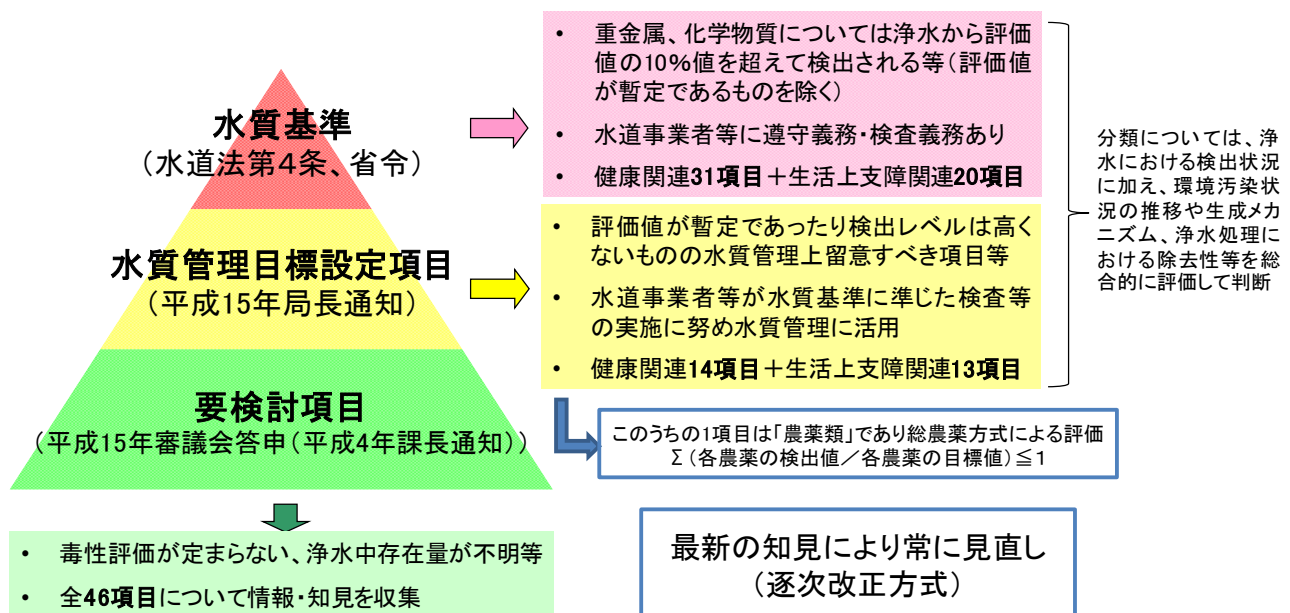 水質基準
（水道法第４条、省令）
水質管理目標設定項目
（平成15年局長通知）
要検討項目
（平成15年審議会答申（平成4年課長通知））
• 重金属、化学物質については浄水から評価
値の10％値を超えて検出される等（評価値
が暫定であるものを除く）
• 水道事業者等に遵守義務・検査義務あり
• 健康関連31項目＋生活上支障関連20項目
• 評価値が暫定であったり検出レベルは高く
ないものの水質管理上留意すべき項目等
• 水道事業者等が水質基準に準じた検査等
の実施に努め水質管理に活用
• 健康関連14項目＋生活上支障関連13項目
分類については、浄
水における検出状況
に加え、環境汚染状
況の推移や生成メカ
ニズム、浄水処理に
おける除去性等を総
合的に評価して判断
このうちの1項目は「農薬類」であり総農薬方式による評価
Σ（各農薬の検出値／各農薬の目標値）≦１
• 毒性評価が定まらない、浄水中存在量が不明等
• 全46項目について情報・知見を収集
最新の知見により常に見直し
（逐次改正方式）